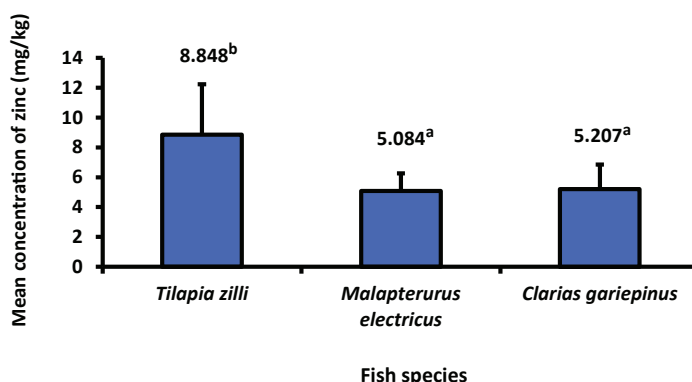 Mean concentration of zinc (mg/kg)
14
12
10
8
6
4
2
0
8.848ᵇ
5.084ᵃ
5.207ᵃ
Tilapia zilli
Malapterurus
electricus
Clarias gariepinus
Fish species